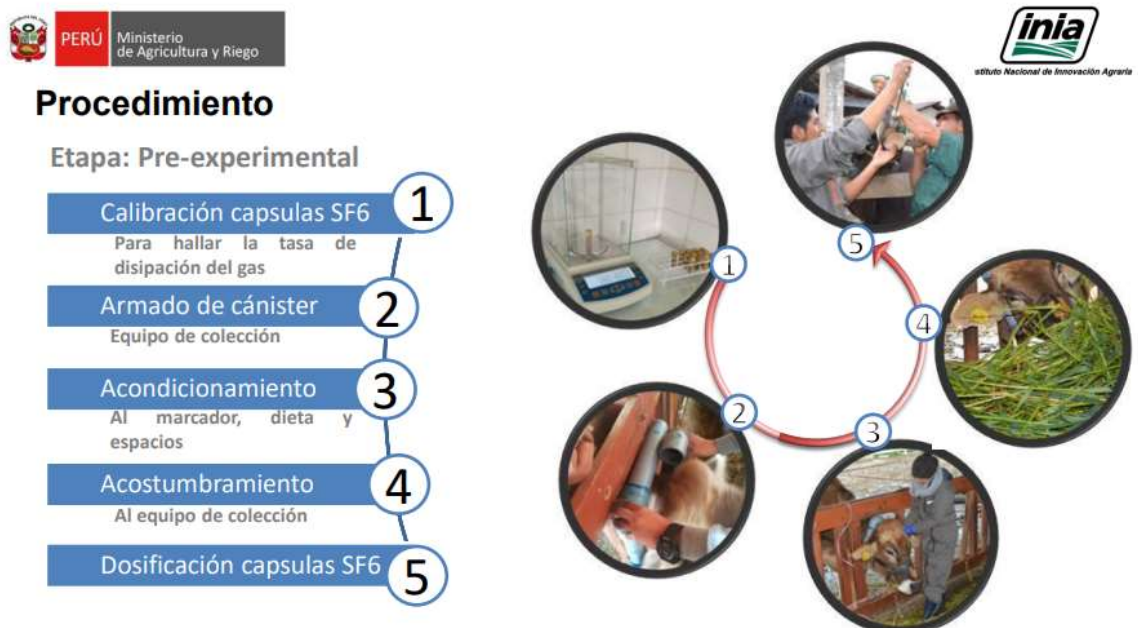 PERÚ
Ministerio
de Agricultura y Riego
inia
stituto Nacional de Innovación Agraria
Procedimiento
Etapa: Pre-experimental
Calibración capsulas SF6 1
Para hallar la tasa de
disipación del gas
Armado de cánister 2
Equipo de colección
Acondicionamiento 3
Al marcador, dieta y
espacios
Acostumbramiento 4
Al equipo de colección
Dosificación capsulas SF6 5
1
2
3
4
5